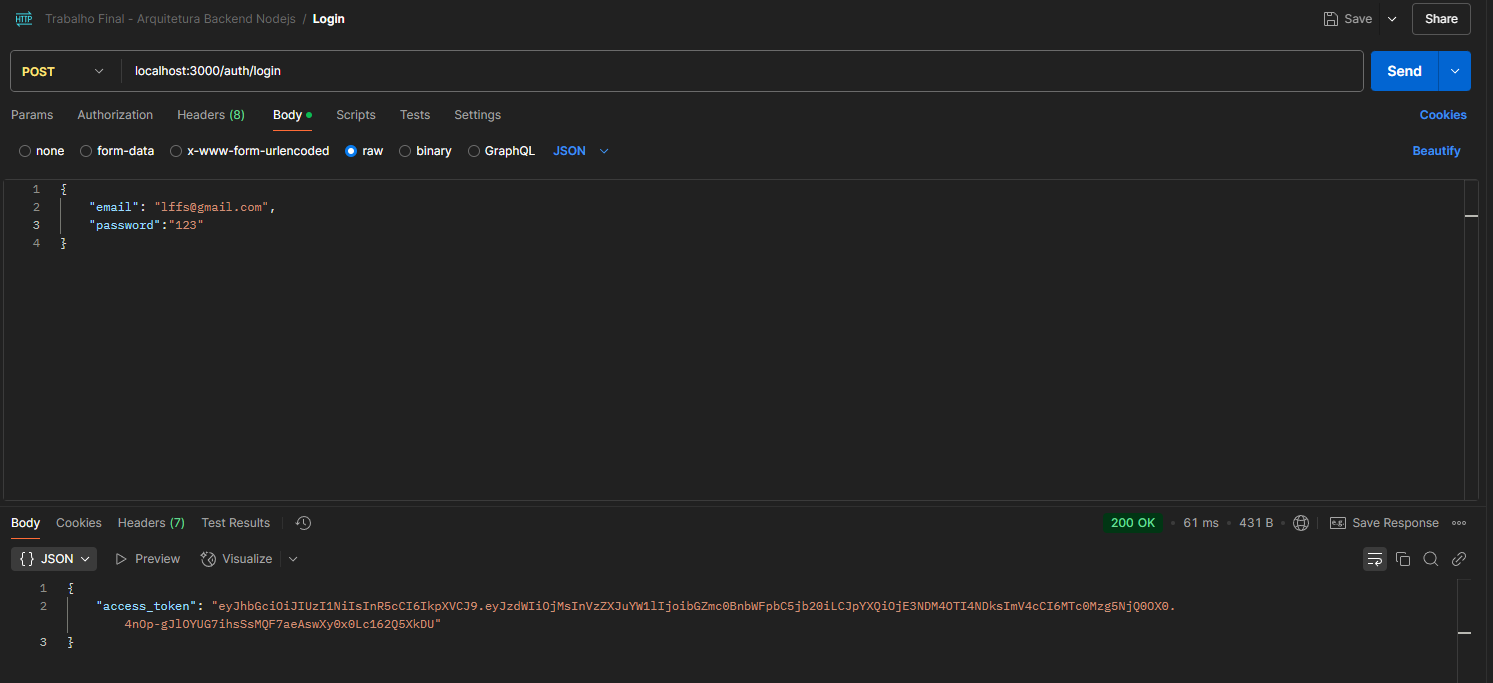 HTTP Trabalho Final - Arquitetura Backend Nodejs / Login Save Share
POST localhost:3000/auth/login Send
Params Authorization Headers (8) Body Scripts Tests Settings Cookies
none form-data x-www-form-urlencoded raw binary GraphQL JSON Beautify
1 {
2 "email": "lffs@gmail.com",
3 "password":"123"
4 }
Body Cookies Headers (7) Test Results 200 OK • 61 ms • 431 B • e.g. Save Response
{} JSON Preview Visualize
1 {
2 "access_token": "eyJhbGciOiJIUzI1NiIsInR5cCI6IkpXVCJ9.eyJzdWIiOjMsInVzZXJuYW1lIjoibGZmc0BnbWFpbC5jb20iLCJpYXQiOjE3NDM4OTI4NDksImV4cCI6MTc0Mzg5NjQ0OX0.
4nOp-gJlOYUG7ihsSsMQF7aeAswXy0x0Lc162Q5XkDU"
3 }